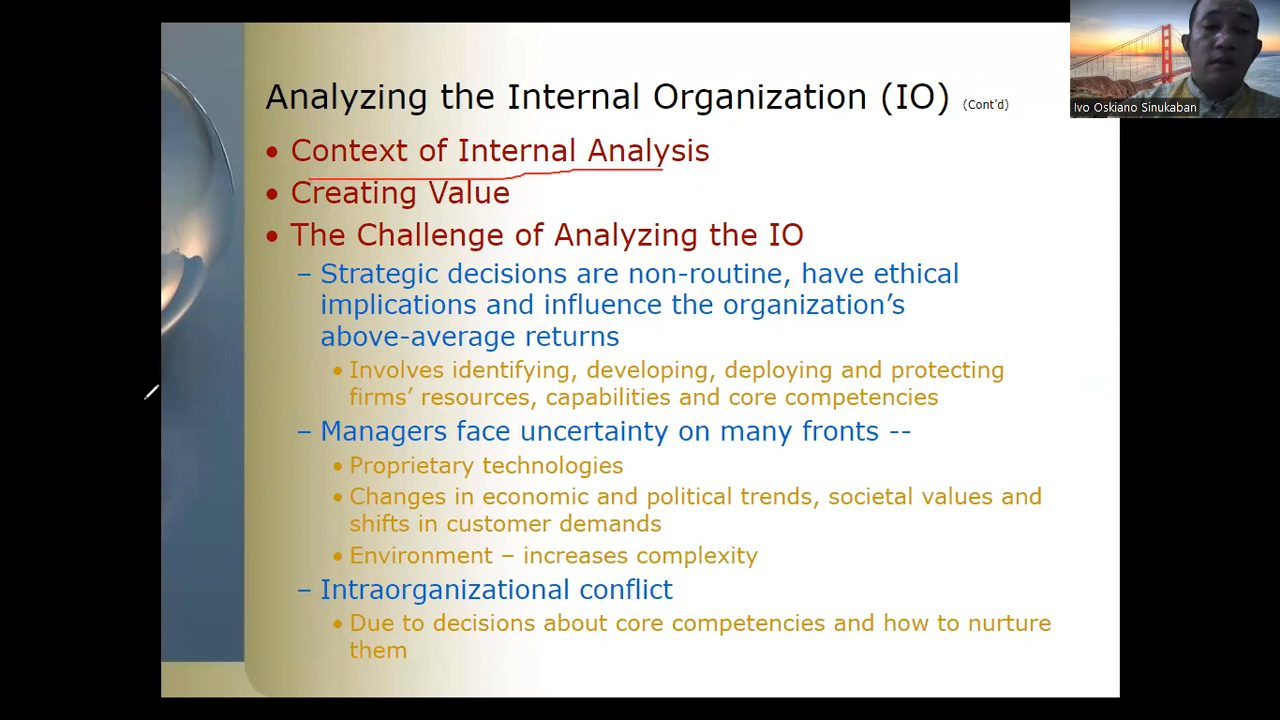 Analyzing the Internal Organization (IO) (Cont'd)
Ivo Oskiano Sinukaban
• Context of Internal Analysis
• Creating Value
• The Challenge of Analyzing the IO
– Strategic decisions are non-routine, have ethical
implications and influence the organization's
above-average returns
• Involves identifying, developing, deploying and protecting
firms' resources, capabilities and core competencies
– Managers face uncertainty on many fronts --
• Proprietary technologies
• Changes in economic and political trends, societal values and
shifts in customer demands
• Environment – increases complexity
– Intraorganizational conflict
• Due to decisions about core competencies and how to nurture
them